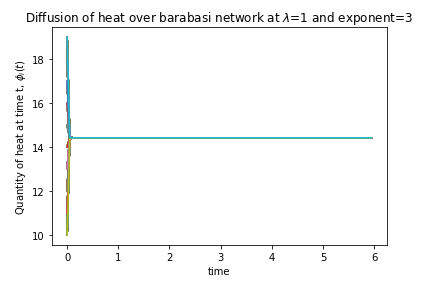 Diffusion of heat over barabasi network at λ=1 and exponent=3
Quantity of heat at time t, ϕᵢ(t)
18
16
14
12
10
0 1 2 3 4 5 6
time